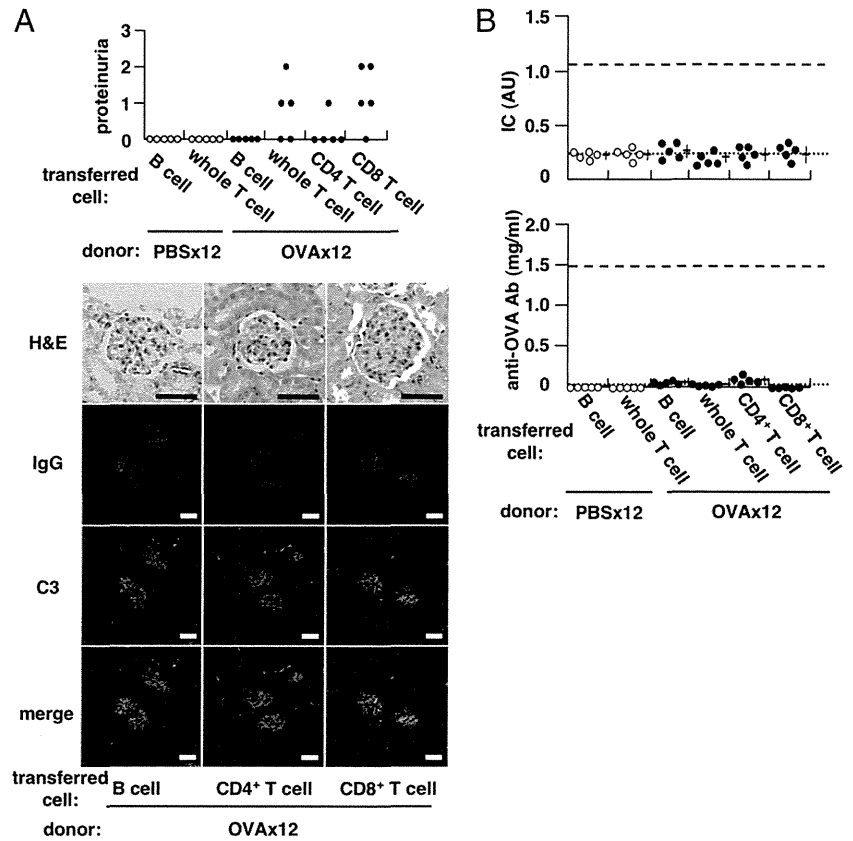 A
proteinuria
3
2
1
0
transferred cell:
B cell
whole T cell
B cell
whole T cell
CD4 T cell
CD8 T cell
donor:
PBSx12
OVAx12
H&E
IgG
C3
merge
transferred cell:
B cell
CD4⁺ T cell
CD8⁺ T cell
donor:
OVAx12
B
IC (AU)
1.5
1.0
0.5
0
anti-OVA Ab (mg/ml)
2.0
1.5
1.0
0.5
0
transferred cell:
B cell
whole T cell
B cell
whole T cell
CD4⁺T cell
CD8⁺T cell
donor:
PBSx12
OVAx12